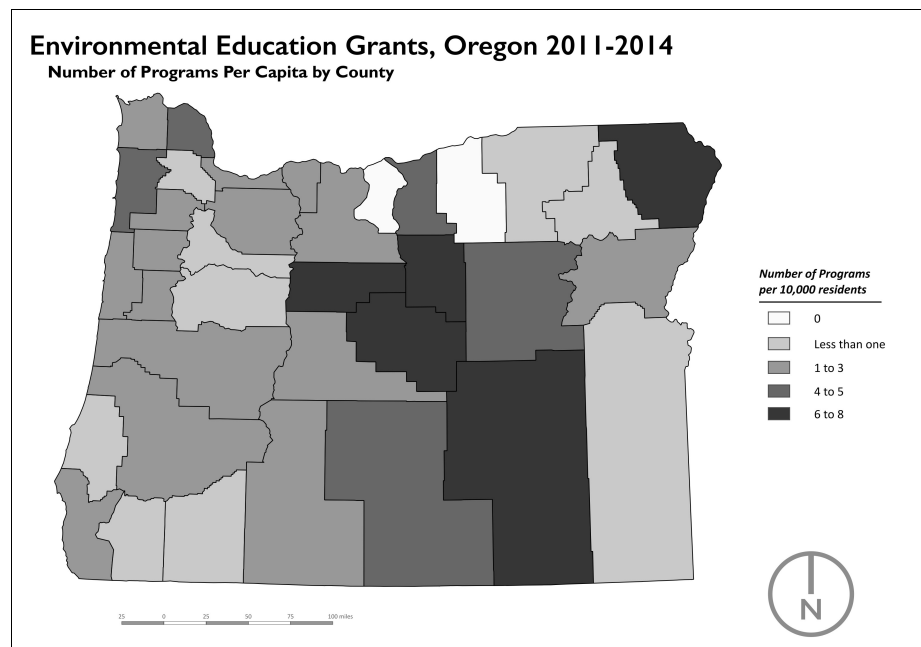 Environmental Education Grants, Oregon 2011-2014
Number of Programs Per Capita by County
Number of Programs
per 10,000 residents
0
Less than one
1 to 3
4 to 5
6 to 8
25 0 25 50 75 100 miles
N